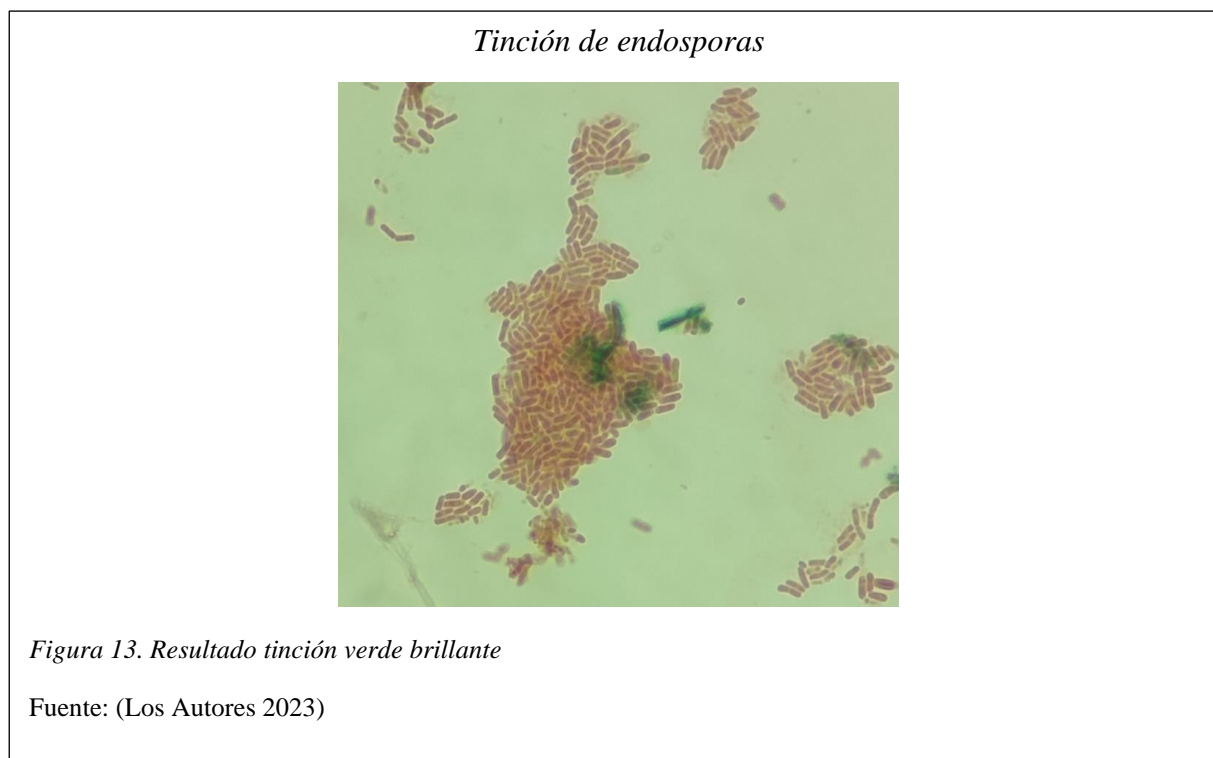 Tinción de endosporas
Figura 13. Resultado tinción verde brillante
Fuente: (Los Autores 2023)